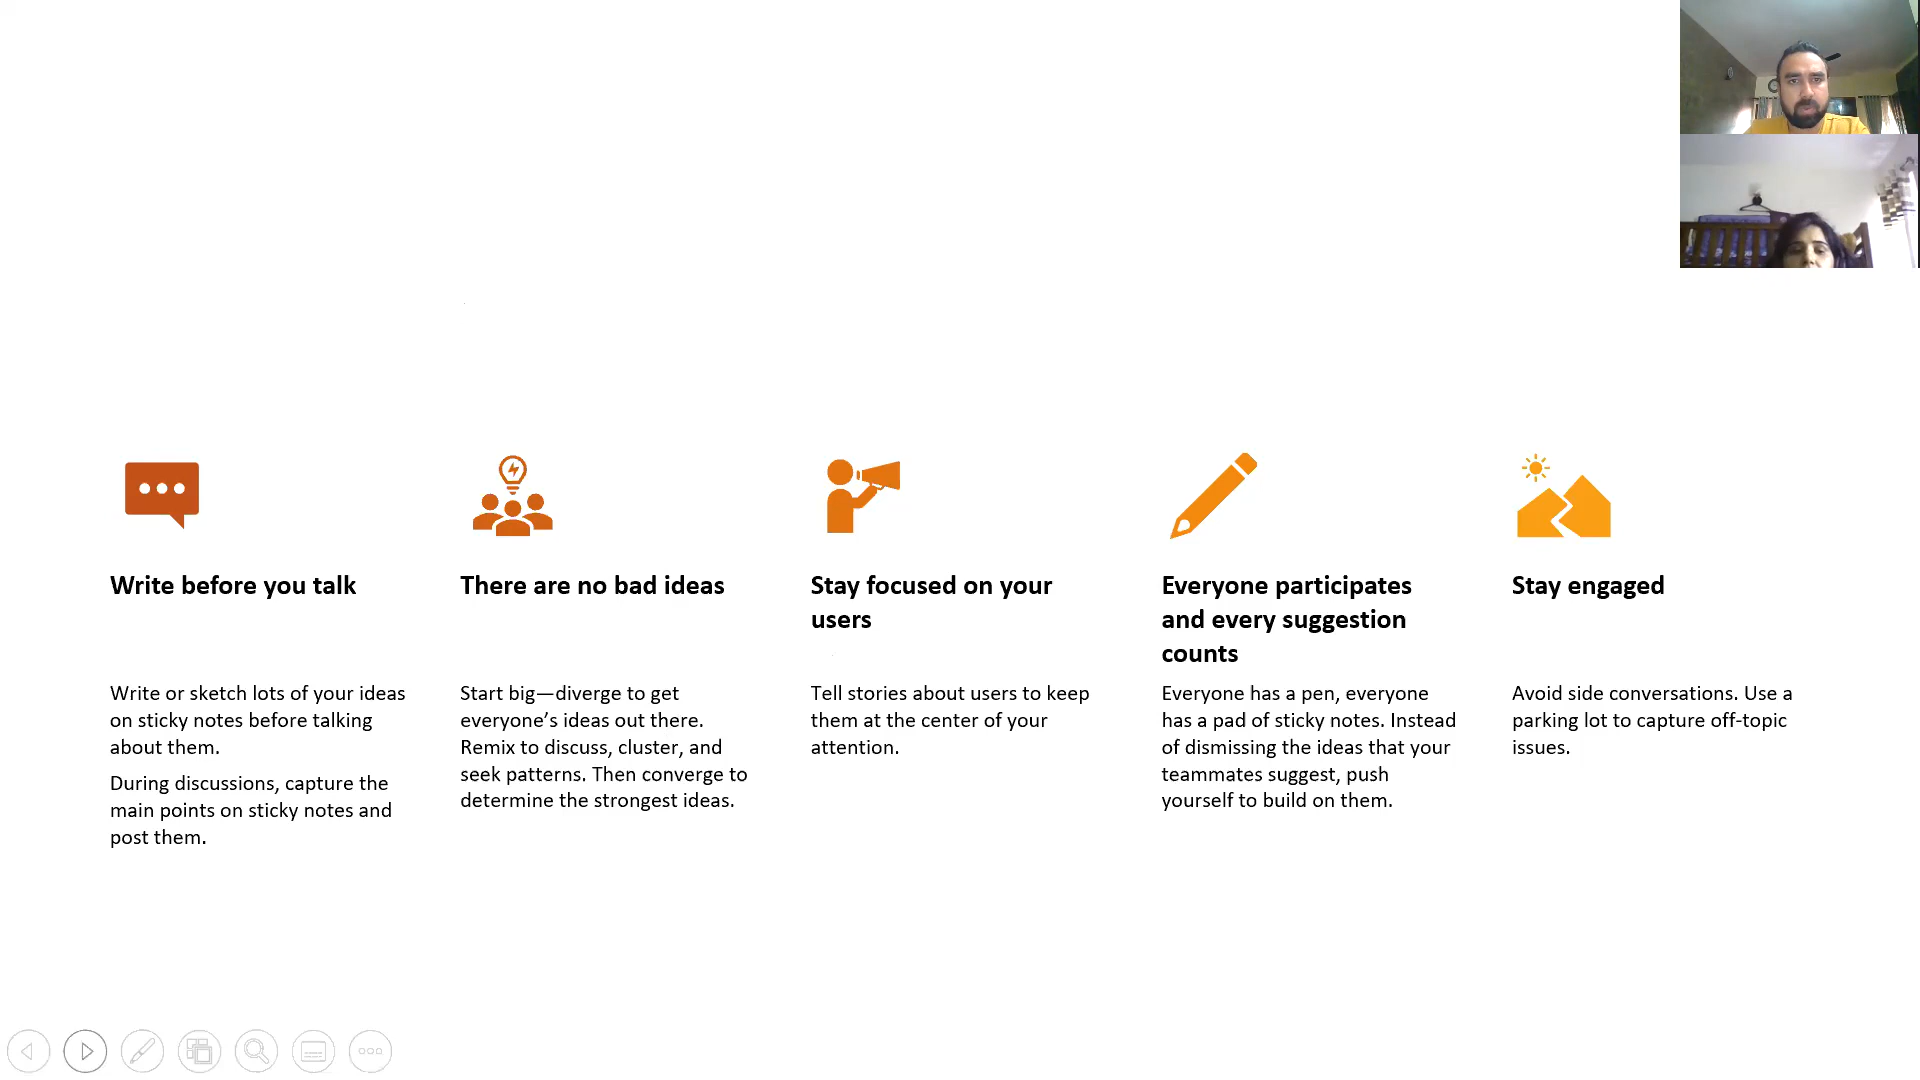 Write before you talk
Write or sketch lots of your ideas
on sticky notes before talking
about them.
During discussions, capture the
main points on sticky notes and
post them.
There are no bad ideas
Start big—diverge to get
everyone’s ideas out there.
Remix to discuss, cluster, and
seek patterns. Then converge to
determine the strongest ideas.
Stay focused on your
users
Tell stories about users to keep
them at the center of your
attention.
Everyone participates
and every suggestion
counts
Everyone has a pen, everyone
has a pad of sticky notes. Instead
of dismissing the ideas that your
teammates suggest, push
yourself to build on them.
Stay engaged
Avoid side conversations. Use a
parking lot to capture off-topic
issues.